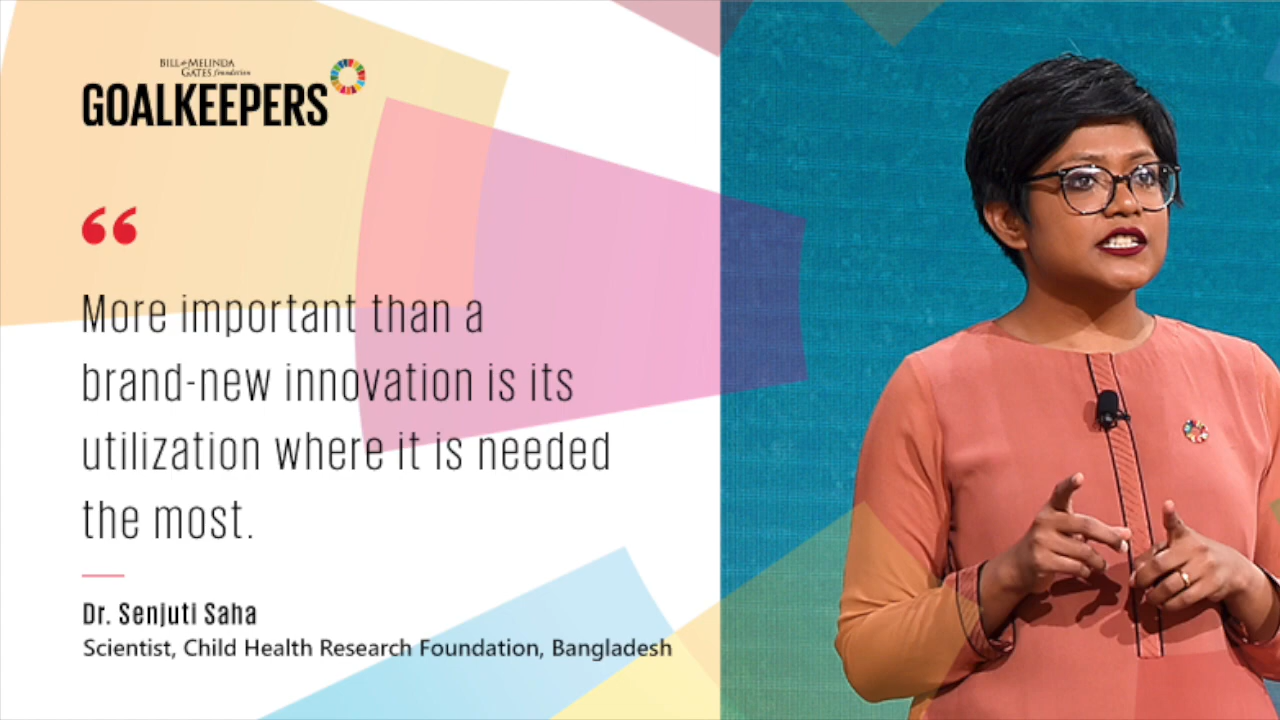 BILL & MELINDA
GATES foundation
GOALKEEPERS
“
More important than a
brand-new innovation is its
utilization where it is needed
the most.
Dr. Senjuti Saha
Scientist, Child Health Research Foundation, Bangladesh